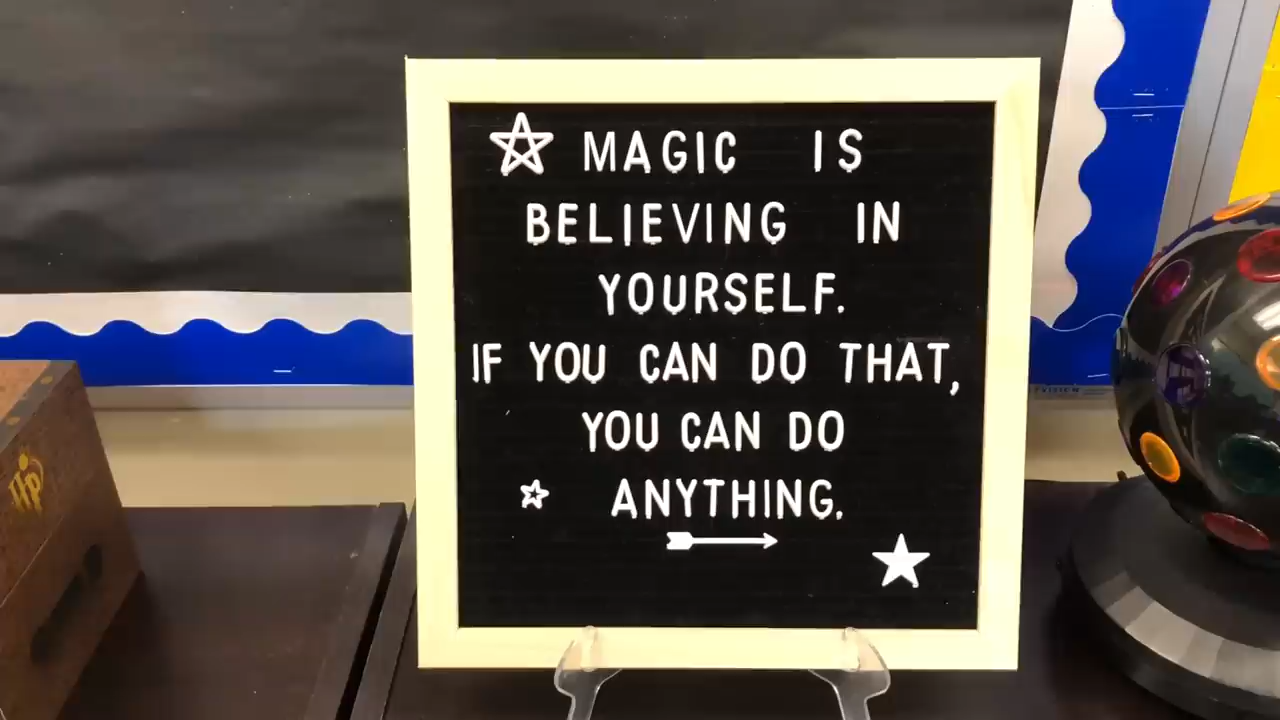 MAGIC IS
BELIEVING IN
YOURSELF.
IF YOU CAN DO THAT,
YOU CAN DO
ANYTHING.